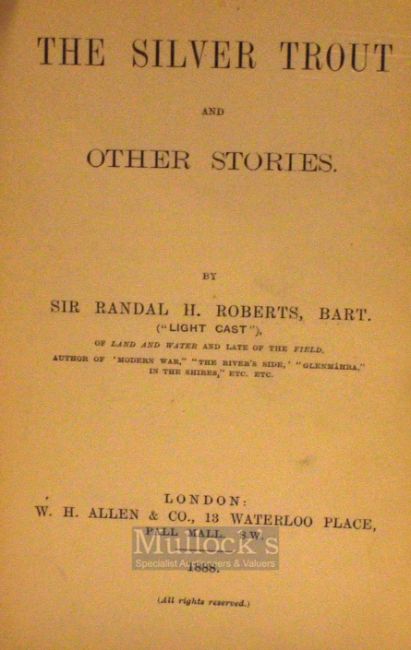 THE SILVER TROUT
AND
OTHER STORIES.
BY
SIR RANDAL H. ROBERTS, BART.
("LIGHT CAST"),
OF LAND AND WATER AND LATE OF THE FIELD,
AUTHOR OF 'MODERN WAR," "THE RIVER'S SIDE,' "GLENMÁHRA,"
IN THE SHIRES," ETC. ETC.
LONDON:
W. H. ALLEN & CO., 13 WATERLOO PLACE,
PALL MALL. S.W.
Mullock's
Specialist Auctioneers & Valuers
1888.
(All rights reserved.)